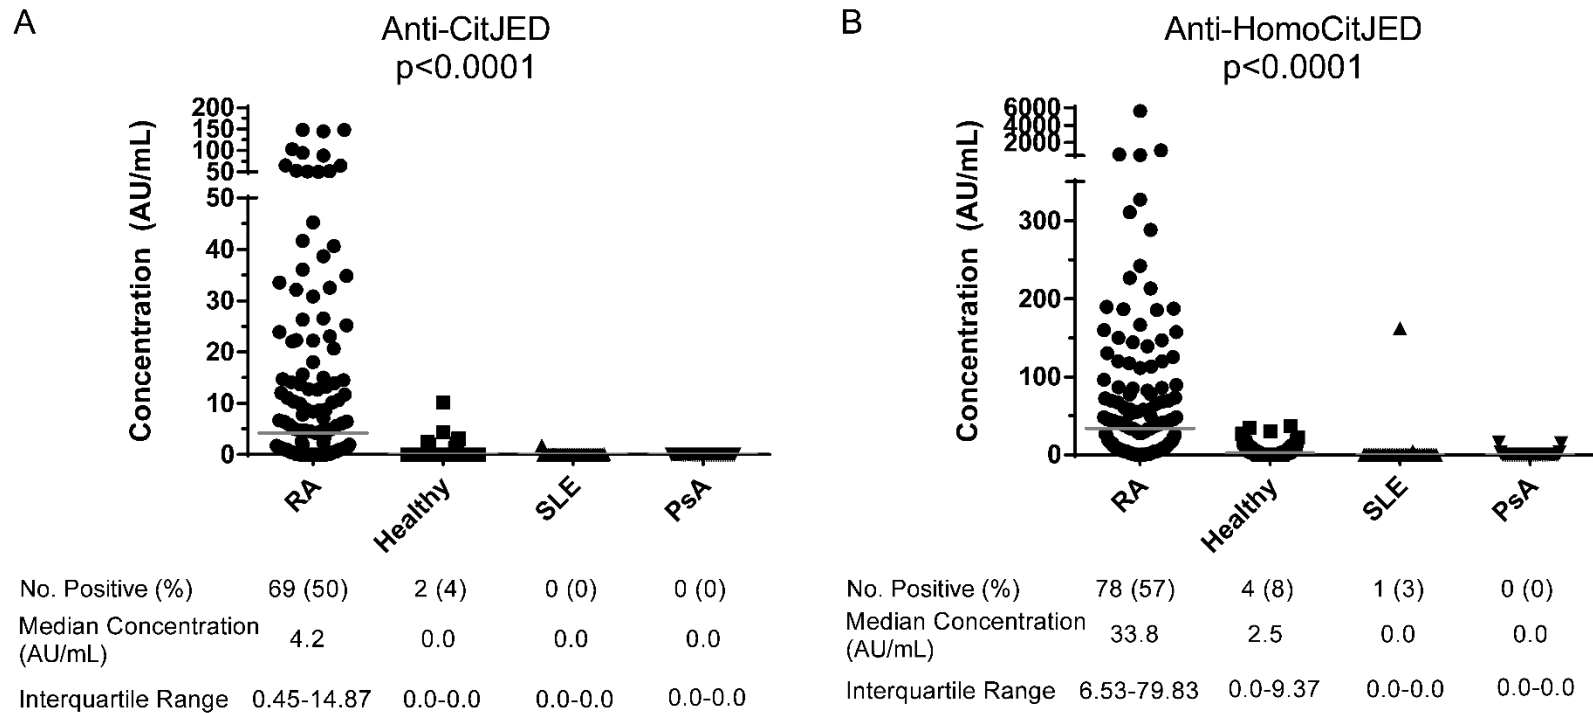 A
Anti-CitJED
p<0.0001
Concentration (AU/mL)
200
150
100
50
50
40
30
20
10
0
RA
Healthy
SLE
PsA
No. Positive (%) 69 (50) 2 (4) 0 (0) 0 (0)
Median Concentration
(AU/mL) 4.2 0.0 0.0 0.0
Interquartile Range 0.45-14.87 0.0-0.0 0.0-0.0 0.0-0.0
B
Anti-HomoCitJED
p<0.0001
Concentration (AU/mL)
6000
4000
2000
300
200
100
0
RA
Healthy
SLE
PsA
No. Positive (%) 78 (57) 4 (8) 1 (3) 0 (0)
Median Concentration
(AU/mL) 33.8 2.5 0.0 0.0
Interquartile Range 6.53-79.83 0.0-9.37 0.0-0.0 0.0-0.0